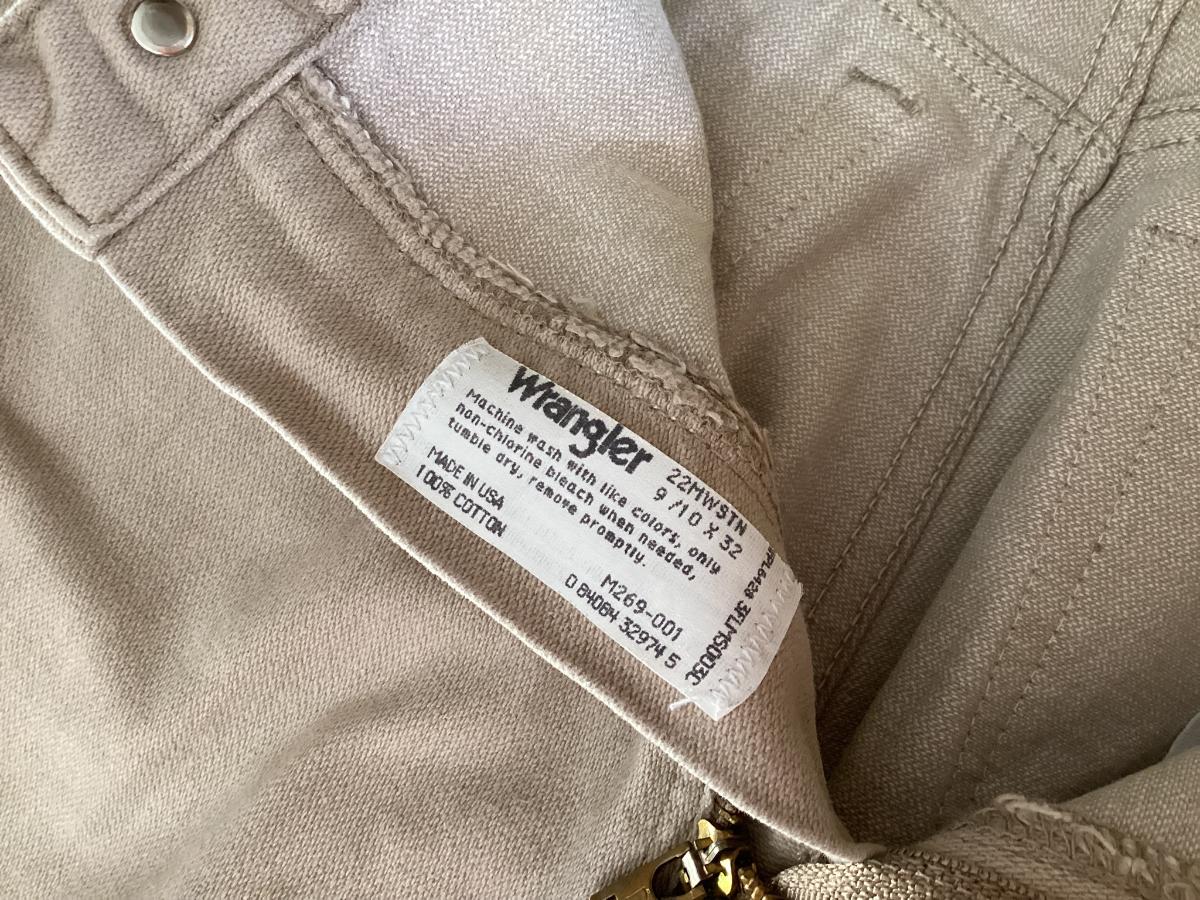 Wrangler
22MWSTN
9/10 X 32
Machine wash with like colors, only
non-chlorine bleach when needed,
tumble dry, remove promptly.
MADE IN USA
100% COTTON
M269-001
0 84084 32974 5
3FLMS003C